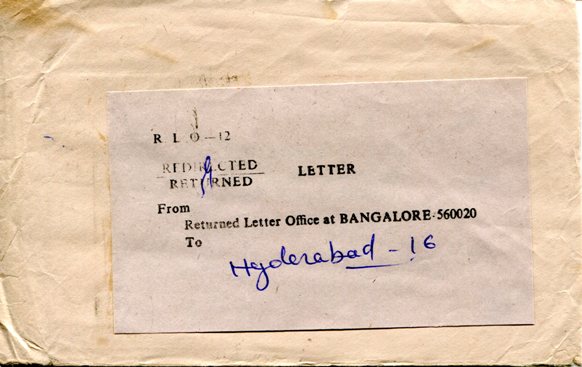 R. L. O—12
REDIRECTED
RETURNED
LETTER
From
Returned Letter Office at BANGALORE-560020
To
Hyderabad - 16